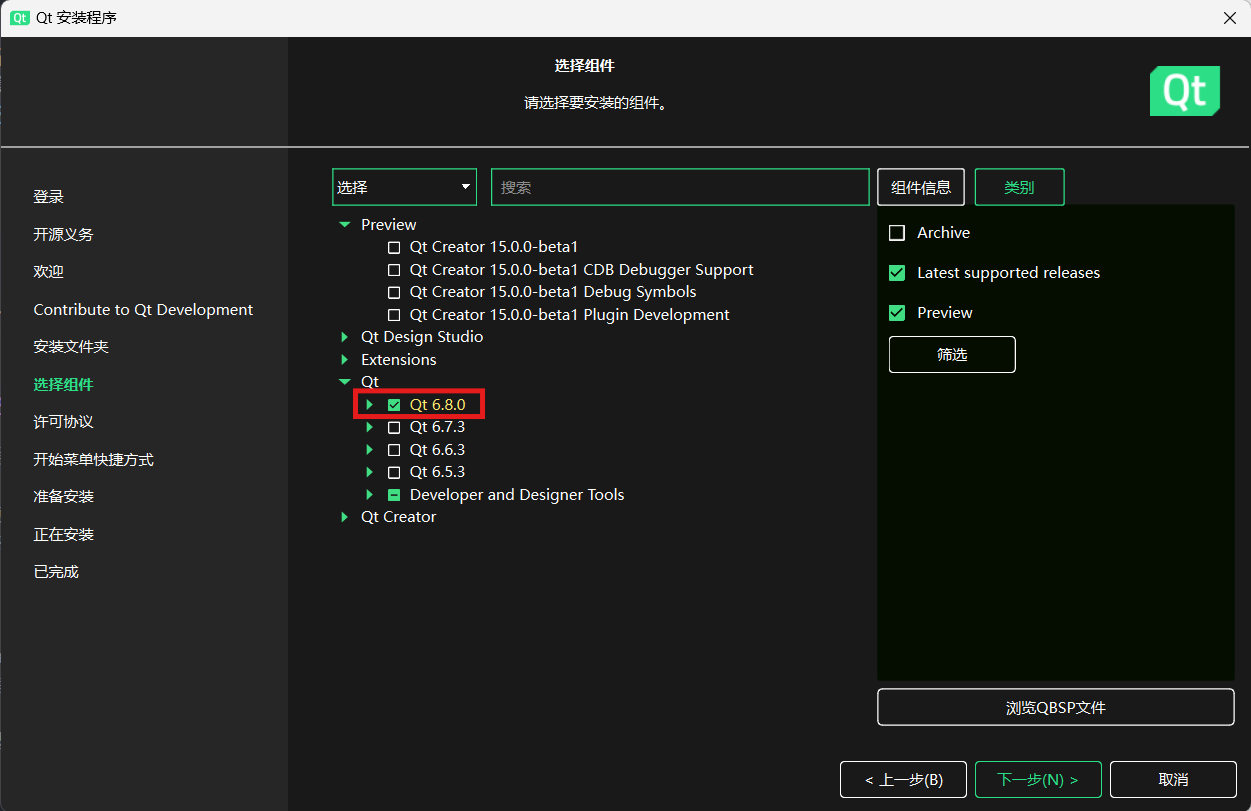 Qt Qt 安装程序
选择组件
请选择要安装的组件。
Qt
登录
开源义务
欢迎
Contribute to Qt Development
安装文件夹
选择组件
许可协议
开始菜单快捷方式
准备安装
正在安装
已完成
选择
搜索
Preview
Qt Creator 15.0.0-beta1
Qt Creator 15.0.0-beta1 CDB Debugger Support
Qt Creator 15.0.0-beta1 Debug Symbols
Qt Creator 15.0.0-beta1 Plugin Development
Qt Design Studio
Extensions
Qt
Qt 6.8.0
Qt 6.7.3
Qt 6.6.3
Qt 6.5.3
Developer and Designer Tools
Qt Creator
组件信息 类别
Archive
Latest supported releases
Preview
筛选
浏览QBSP文件
< 上一步(B) 下一步(N) > 取消